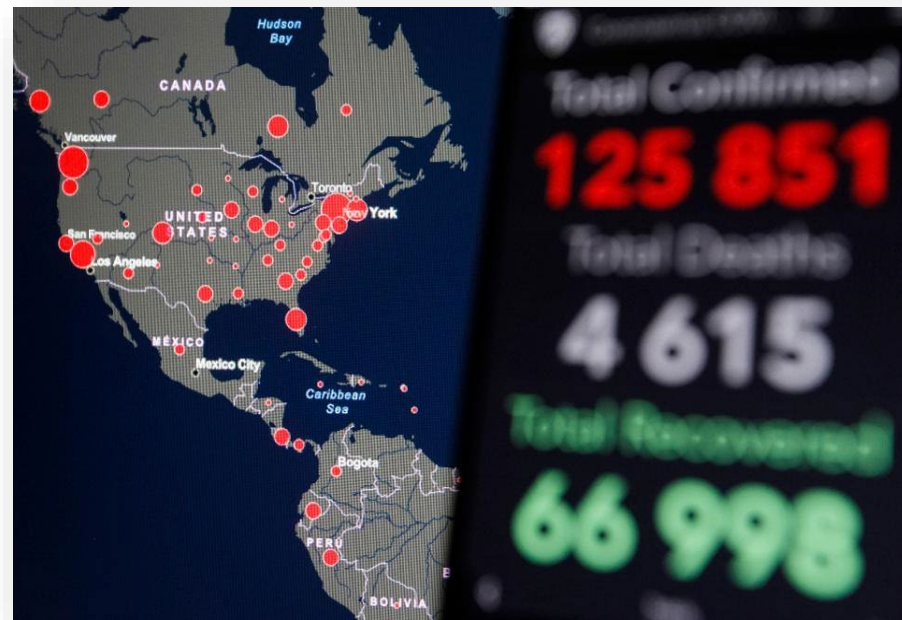 Hudson
Bay
CANADA
Vancouver
Toronto
York
UNITED
STATES
San Francisco
Los Angeles
MÉXICO
Mexico City
Caribbean
Sea
Bogota
PERÚ
BOLIVIA
B
Total Confirmed
125 851
Total Deaths
4 615
Total Recovered
66 998